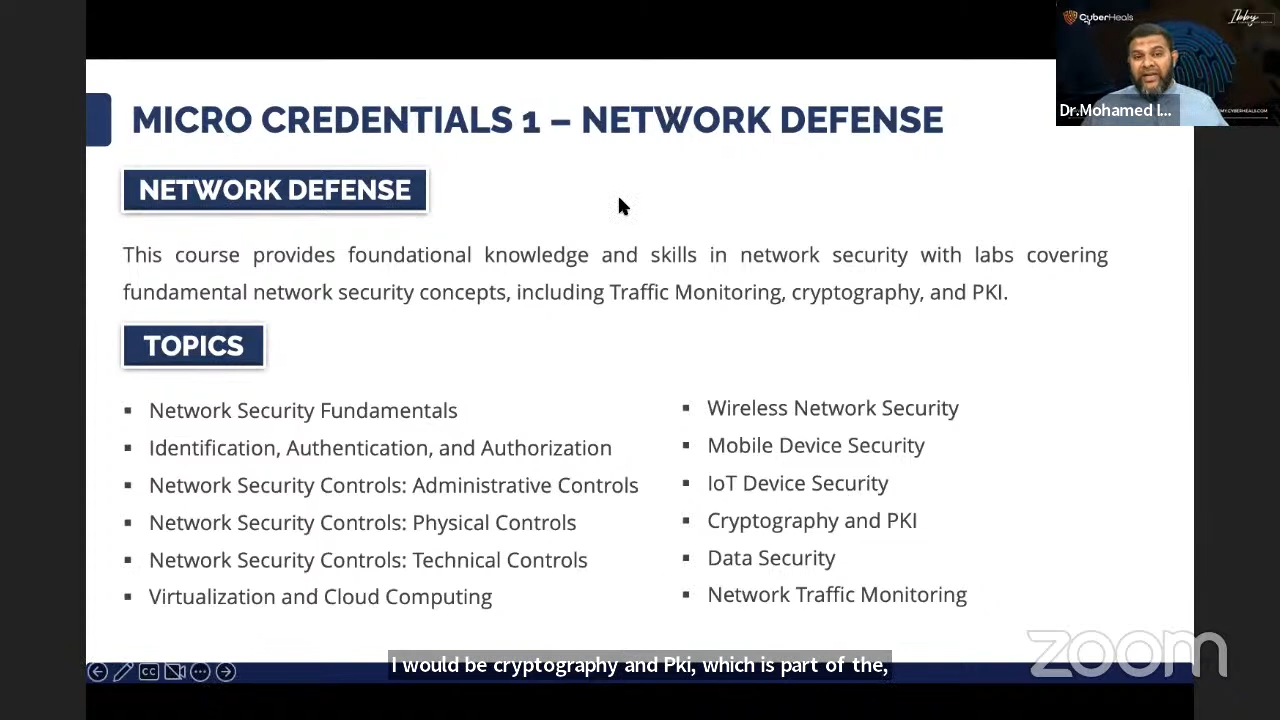 CyberHeals
Ibby
MICRO CREDENTIALS 1 – NETWORK DEFENSE
Dr.Mohamed I...
NETWORK DEFENSE
This course provides foundational knowledge and skills in network security with labs covering
fundamental network security concepts, including Traffic Monitoring, cryptography, and PKI.
TOPICS
▪ Network Security Fundamentals
▪ Identification, Authentication, and Authorization
▪ Network Security Controls: Administrative Controls
▪ Network Security Controls: Physical Controls
▪ Network Security Controls: Technical Controls
▪ Virtualization and Cloud Computing
▪ Wireless Network Security
▪ Mobile Device Security
▪ IoT Device Security
▪ Cryptography and PKI
▪ Data Security
▪ Network Traffic Monitoring
zoom
CC
I would be cryptography and Pki, which is part of the,